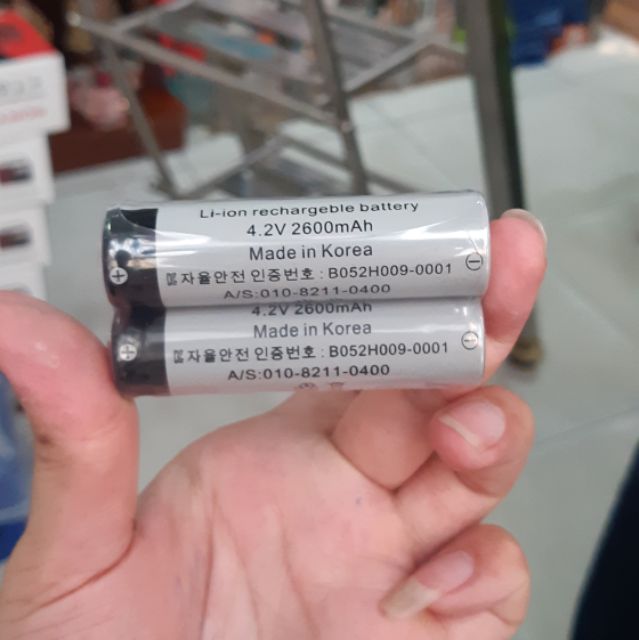 Li-ion rechargeble battery
4.2V 2600mAh
Made in Korea
자율안전 인증번호 : B052H009-0001
A/S:010-8211-0400
4.2V 2600mAh
Made in Korea
자율안전 인증번호 : B052H009-0001
A/S:010-8211-0400